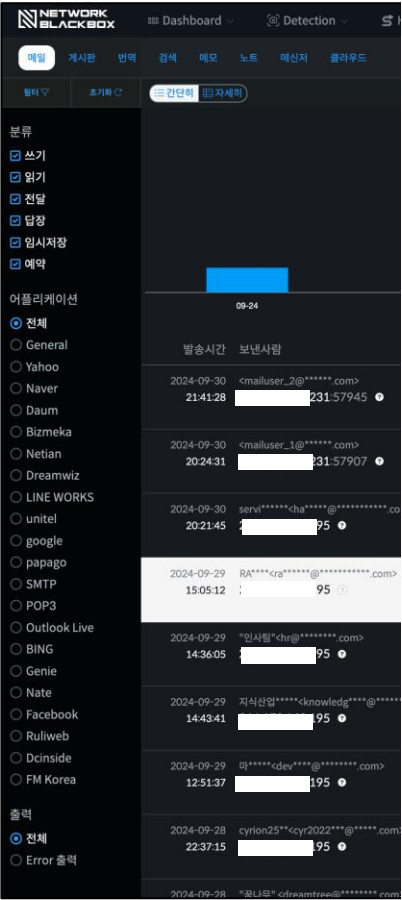 NETWORK
BLACKBOX
Dashboard
Detection
메일 게시판 번역 검색 메모 노트 메신저 클라우드
필터 초기화 간단히 자세히
분류
쓰기
읽기
전달
답장
임시저장
예약
어플리케이션
전체
General
Yahoo
Naver
Daum
Bizmeka
Netian
Dreamwiz
LINE WORKS
unitel
google
papago
SMTP
POP3
Outlook Live
BING
Genie
Nate
Facebook
Ruliweb
Dcinside
FM Korea
출력
전체
Error 출력
09-24
발송시간 보낸사람
2024-09-30 <mailuser_2@******.com>
21:41:28 231:57945
2024-09-30 <mailuser_1@******.com>
20:24:31 231:57907
2024-09-30 servi******<ha*****@***********.co
20:21:45 95
2024-09-29 RA****<ra******@***********.com>
15:05:12 95
2024-09-29 "인사팀"<hr@********.com>
14:36:05 95
2024-09-29 지식산업*****<knowledg****@******
14:43:41 195
2024-09-29 마*****<dev****@********.com>
12:51:37 195
2024-09-28 cyrion25**<cyr2022***@*****.com>
22:37:15 195
2024-09-28 "꿈나무"<dreamtree@********.com>